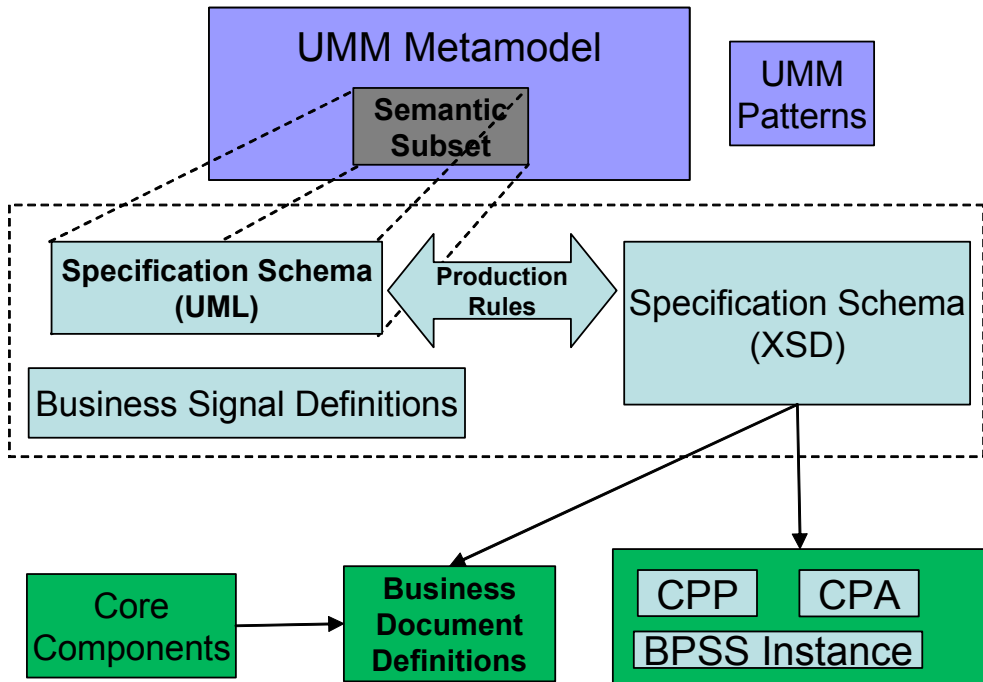 UMM Metamodel
UMM
Patterns
Semantic
Subset
Specification Schema
(UML)
Production
Rules
Specification Schema
(XSD)
Business Signal Definitions
Core
Components
Business
Document
Definitions
CPP
CPA
BPSS Instance